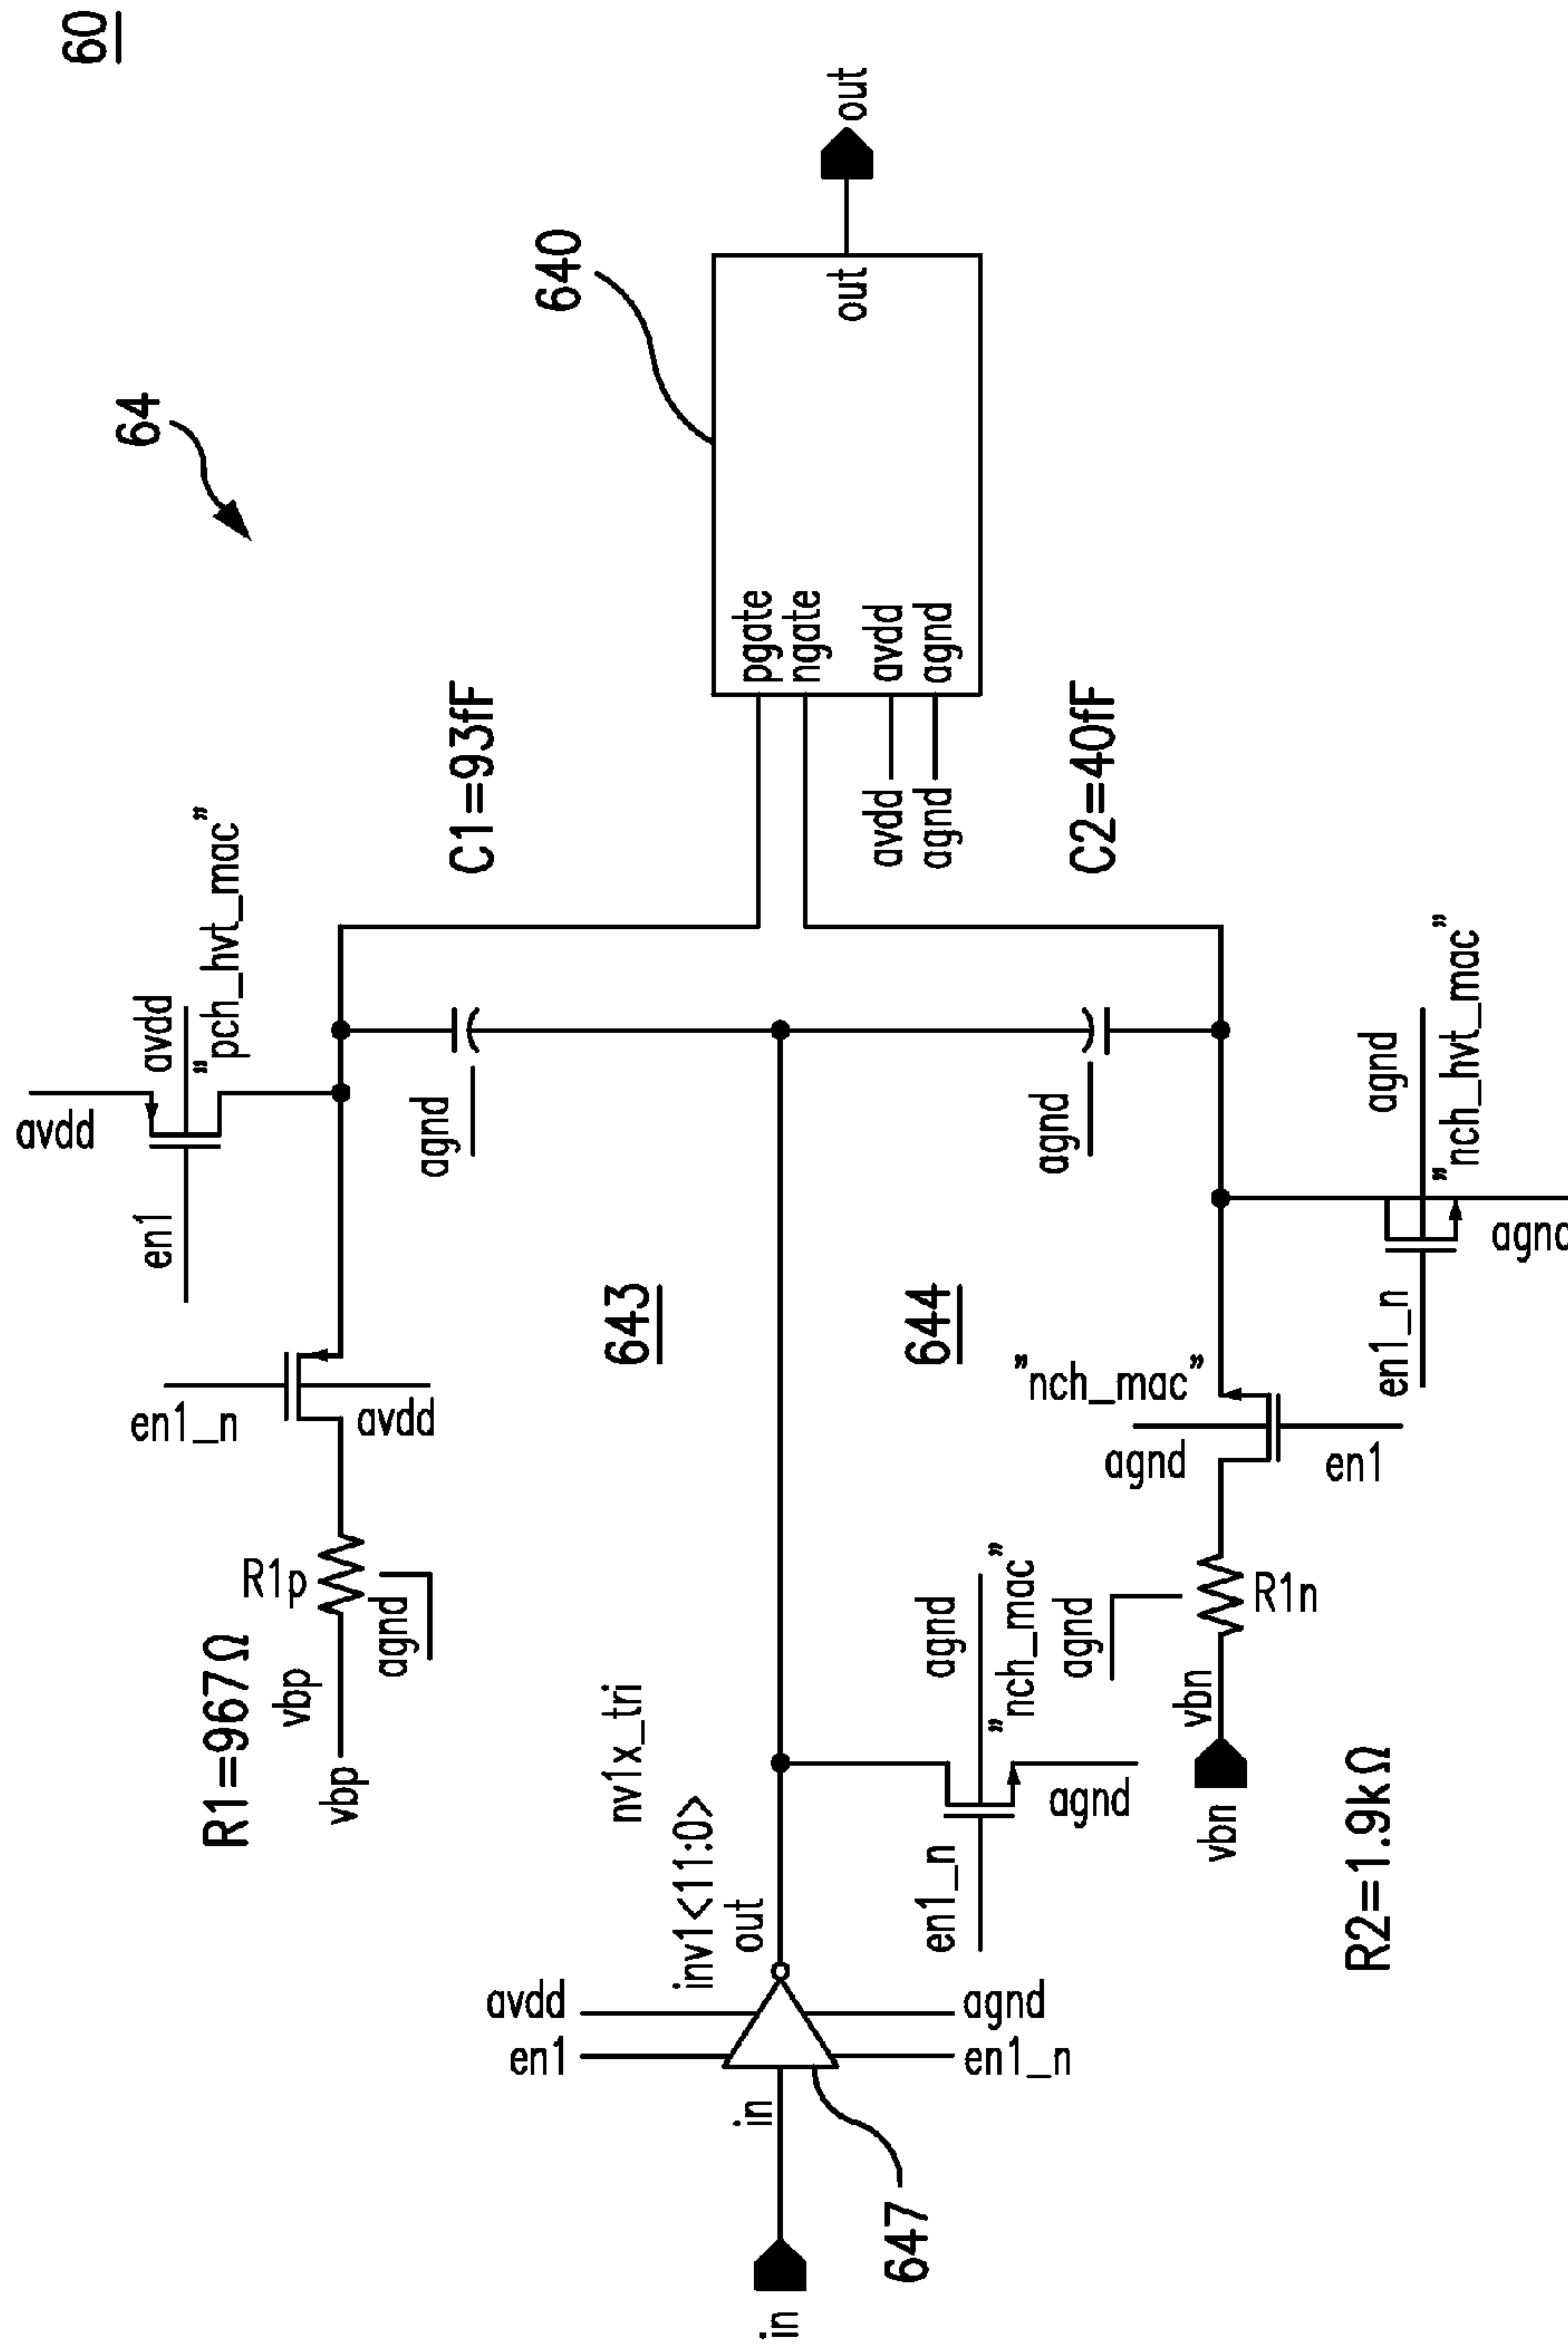 60
64
out
640
out
pgate
ngate
avdd
agnd
avdd
agnd
C1=93fF
C2=40fF
avdd
en1
avdd
"pch_hvt_mac"
agnd
agnd
en1_n
avdd
643
644
"nch_mac"
agnd
en1
agnd
"nch_hvt_mac"
en1_n
agnd
R1p
agnd
R1=967Ω
vbp
vbp
nv1x_tri
inv1<11:0>
out
agnd
"nch_mac"
en1_n
agnd
agnd
R1n
vbn
vbn
R2=1.9kΩ
avdd
en1
agnd
en1_n
in
647
in